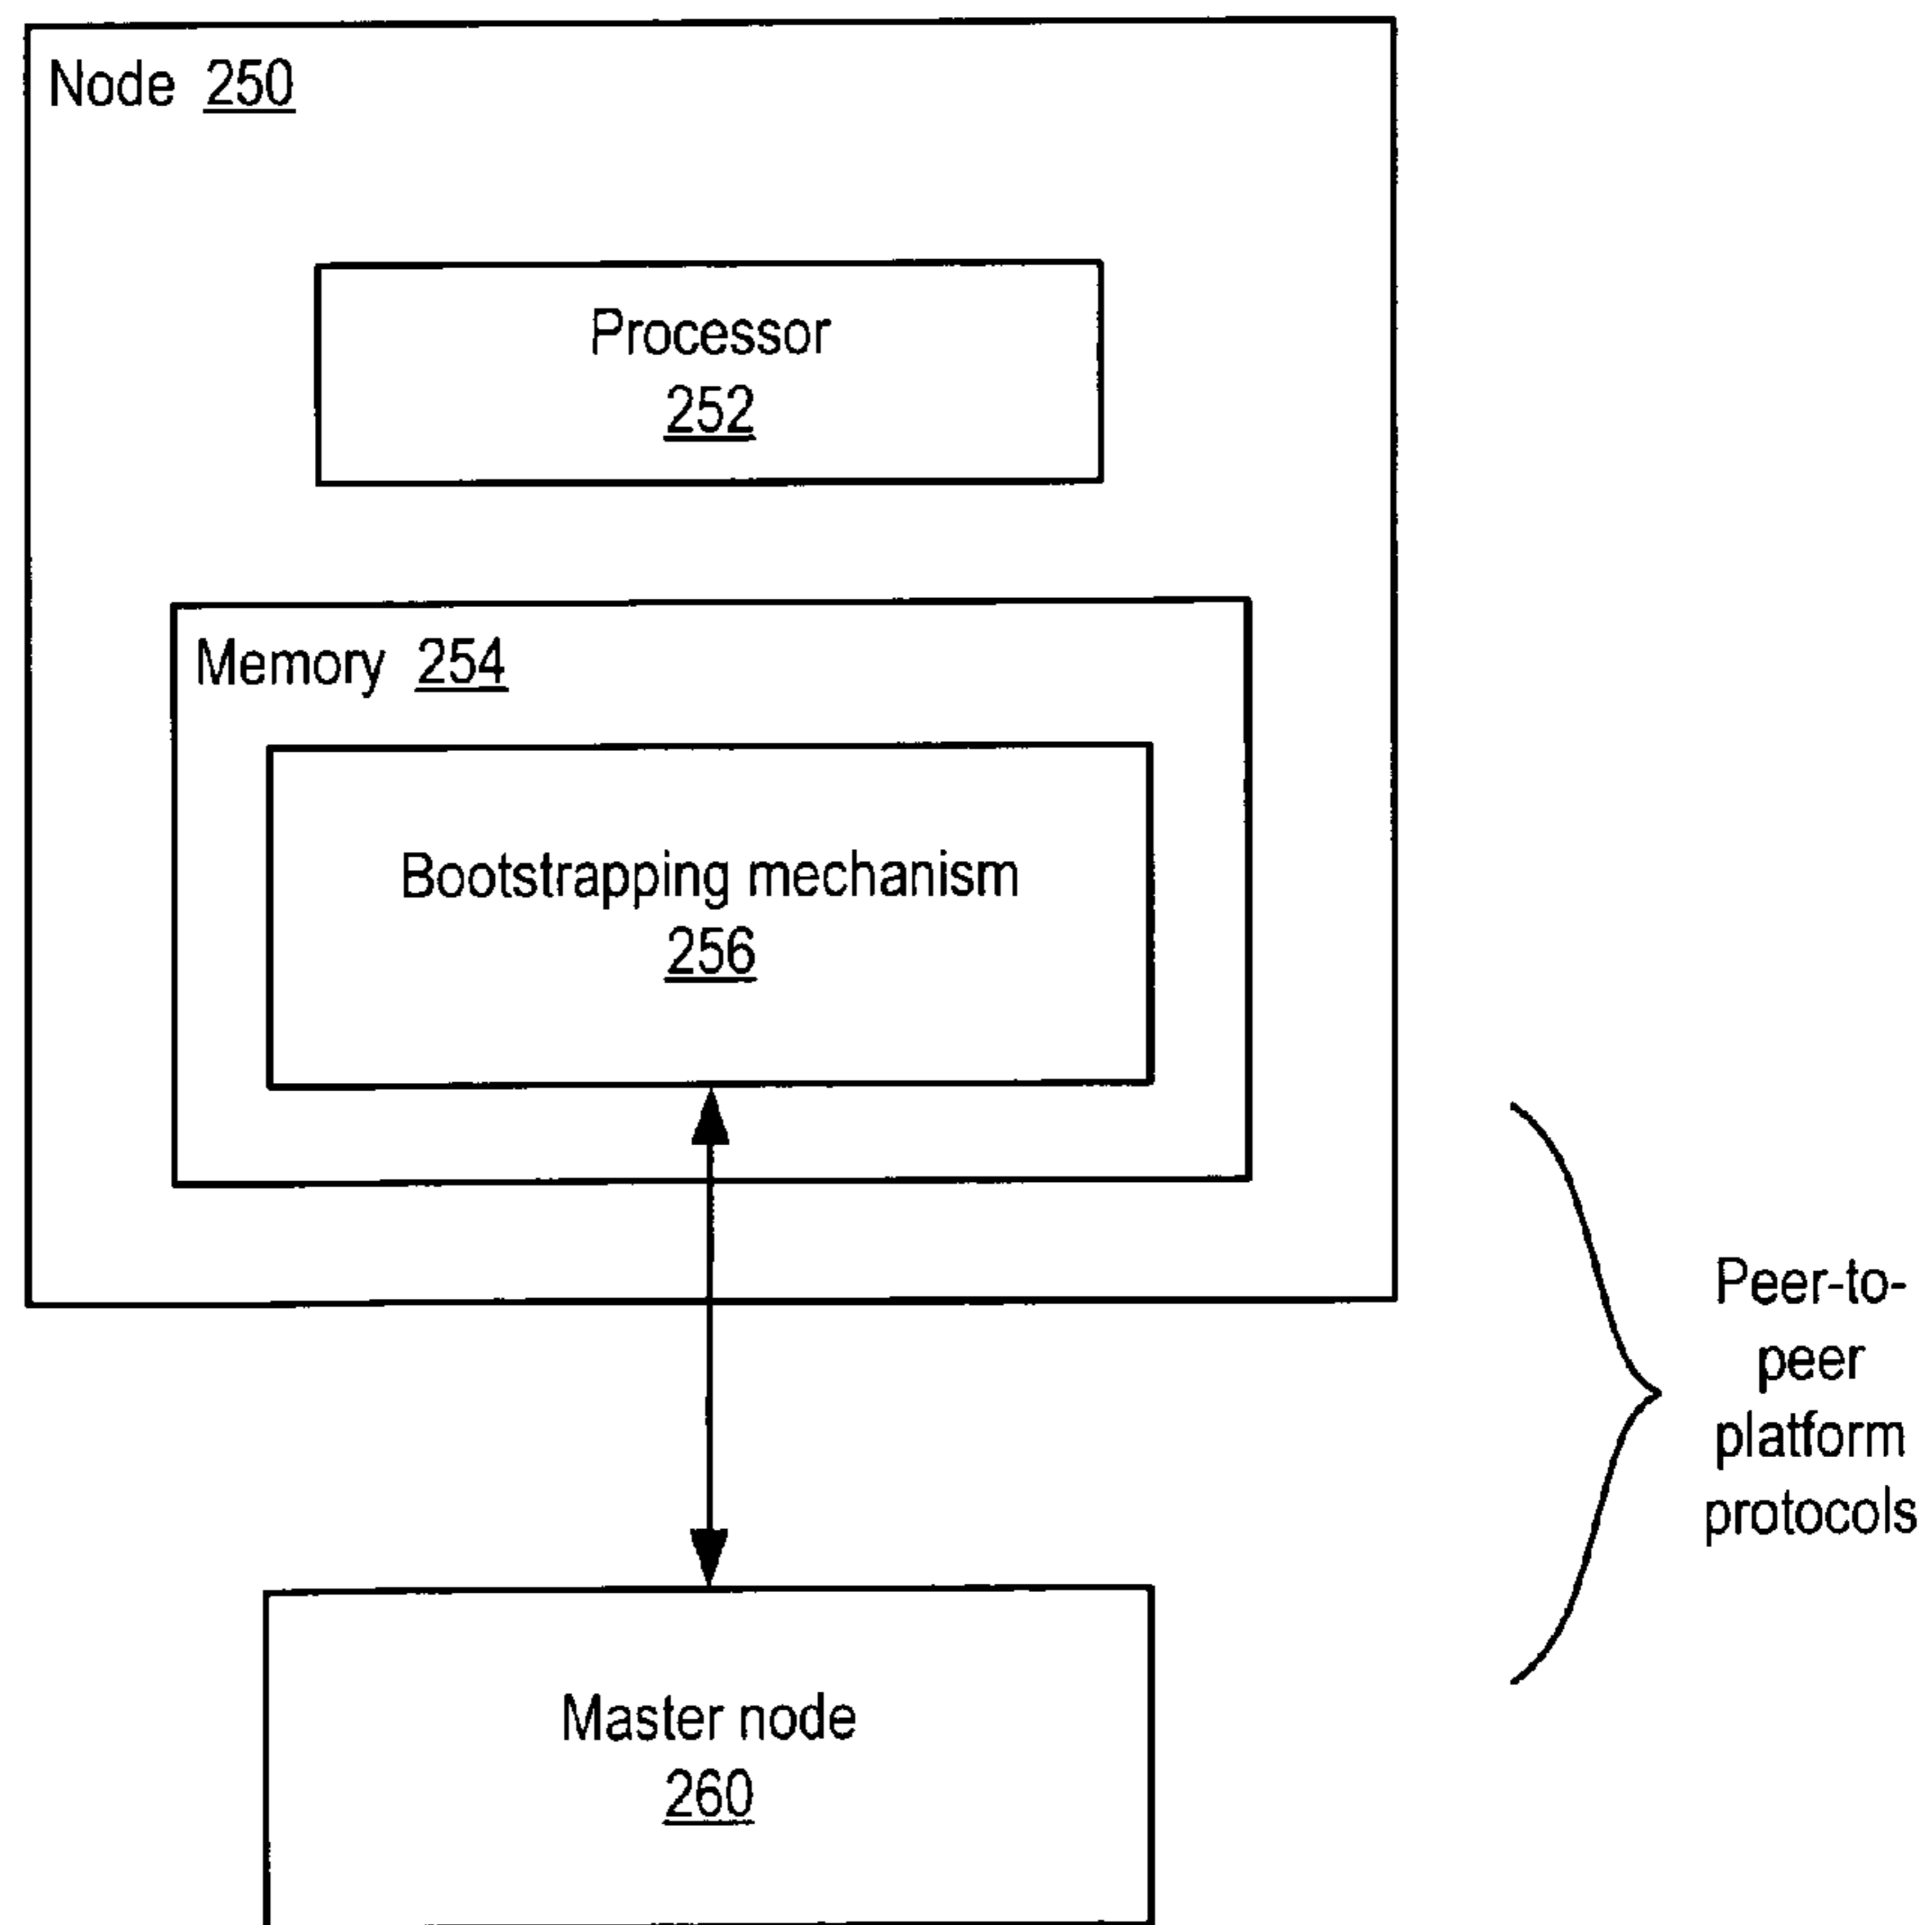 Node 250
Processor
252
Memory 254
Bootstrapping mechanism
256
Peer-to-
peer
platform
protocols
Master node
260